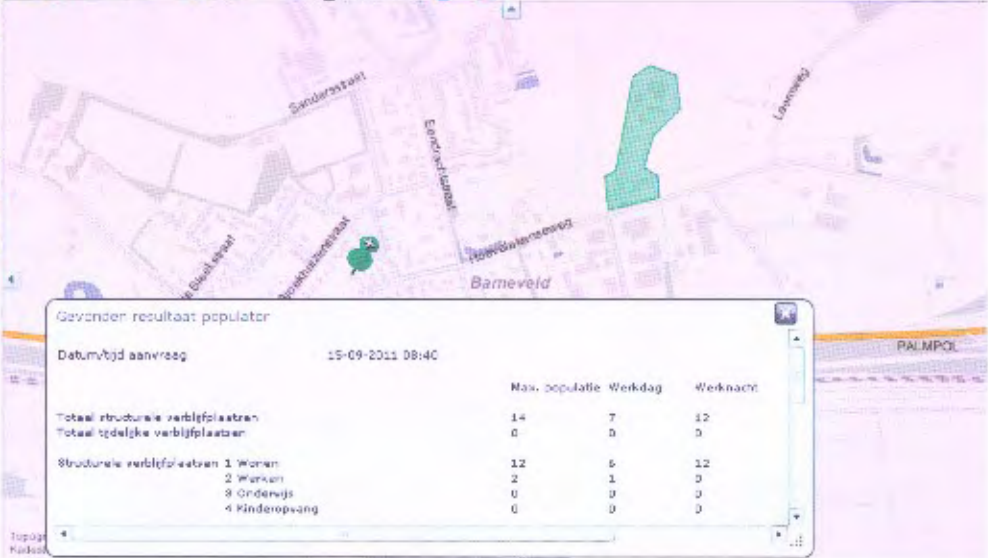 Sandersstraat
Eendrachtstraat
Barneveld
PALMPOL
Gevonden resultaat populator
Datum/tijd aanvraag 15-09-2011 08:40
Max. populatie Werkdag Werknacht
Totaal structurele verblijfplaatsen 14 7 12
Totaal tijdelijke verblijfplaatsen 0 0 0
Structurele verblijfplaatsen 1 Wonen 12 6 12
2 Werken 2 1 0
3 Onderwijs 0 0 0
4 Kinderopvang 0 0 0